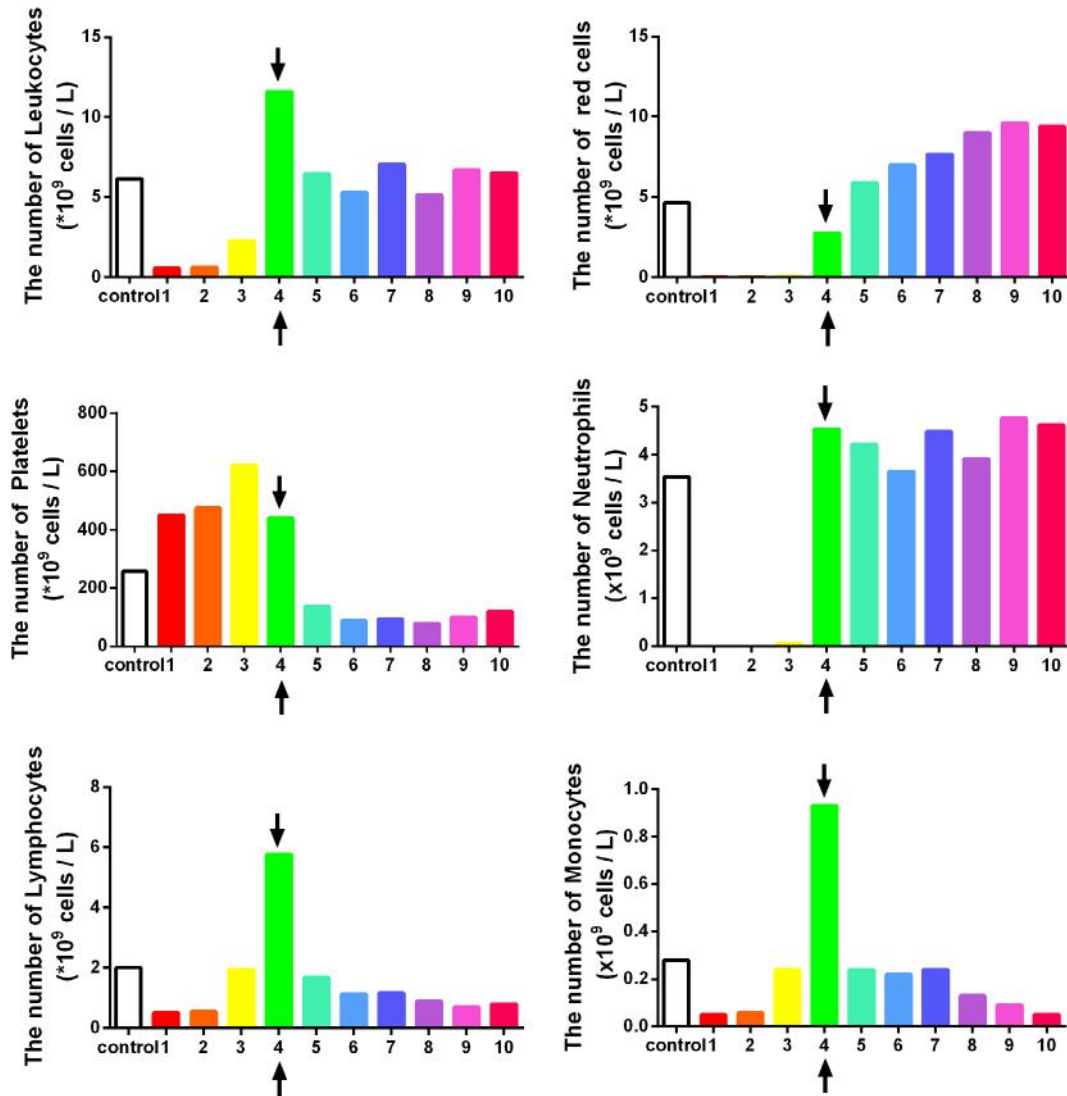 The number of Leukocytes
(*10⁹ cells / L)
15
10
5
0
control 1 2 3 4 5 6 7 8 9 10
The number of red cells
(*10⁹ cells / L)
15
10
5
0
control 1 2 3 4 5 6 7 8 9 10
The number of Platelets
(*10⁹ cells / L)
800
600
400
200
0
control 1 2 3 4 5 6 7 8 9 10
The number of Neutrophils
(x10⁹ cells / L)
5
4
3
2
1
0
control 1 2 3 4 5 6 7 8 9 10
The number of Lymphocytes
(*10⁹ cells / L)
8
6
4
2
0
control 1 2 3 4 5 6 7 8 9 10
The number of Monocytes
(x10⁹ cells / L)
1.0
0.8
0.6
0.4
0.2
0.0
control 1 2 3 4 5 6 7 8 9 10